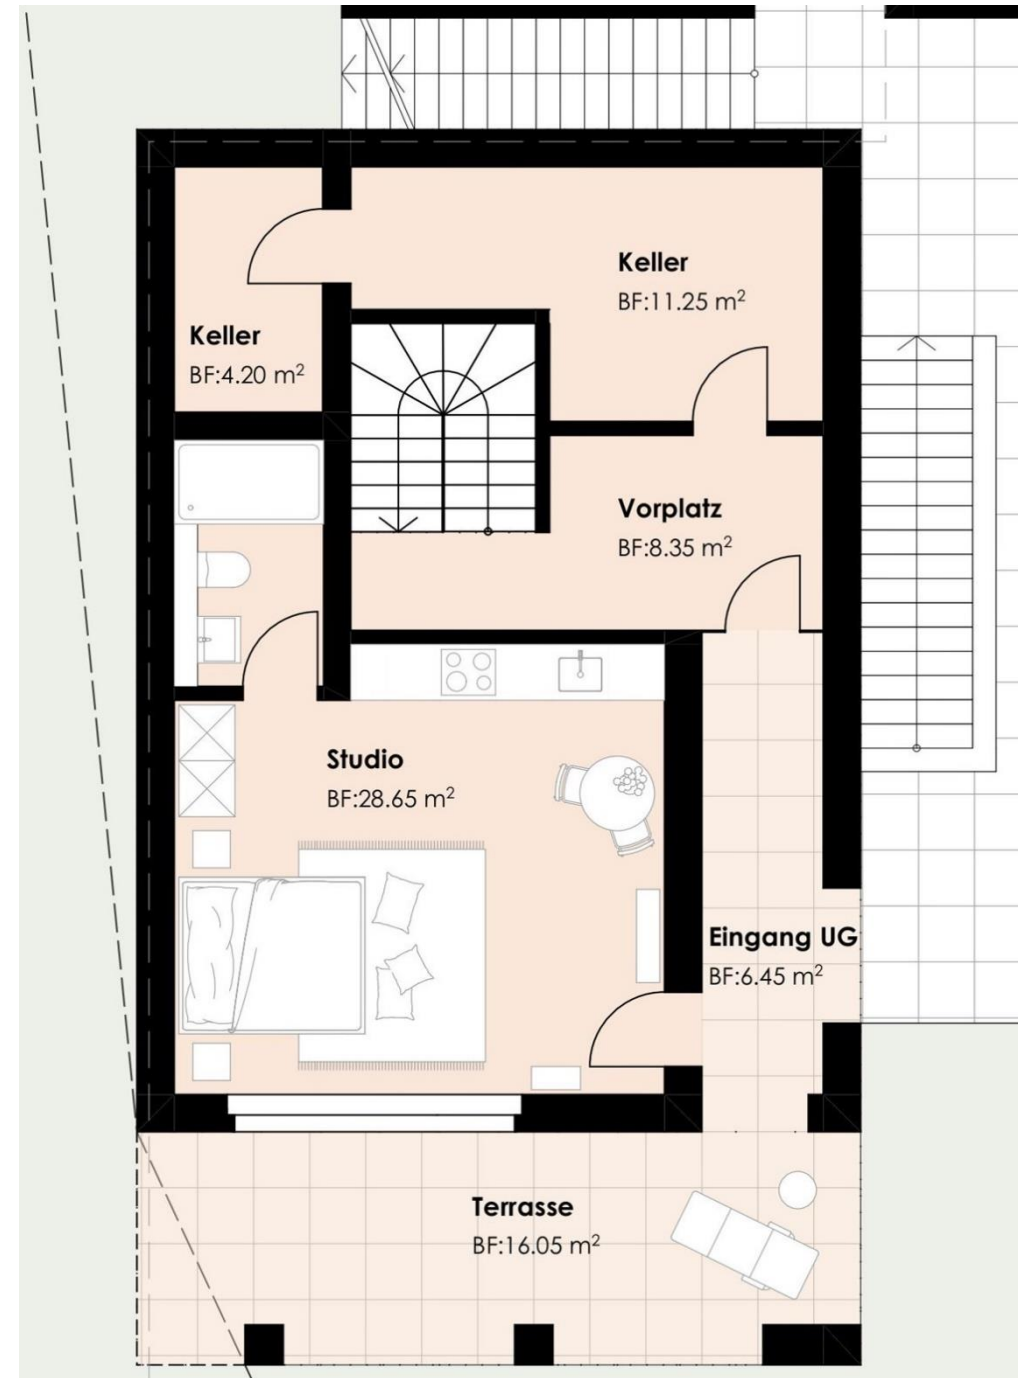 Keller
BF:11.25 m²
Keller
BF:4.20 m²
Vorplatz
BF:8.35 m²
Studio
BF:28.65 m²
Eingang UG
BF:6.45 m²
Terrasse
BF:16.05 m²